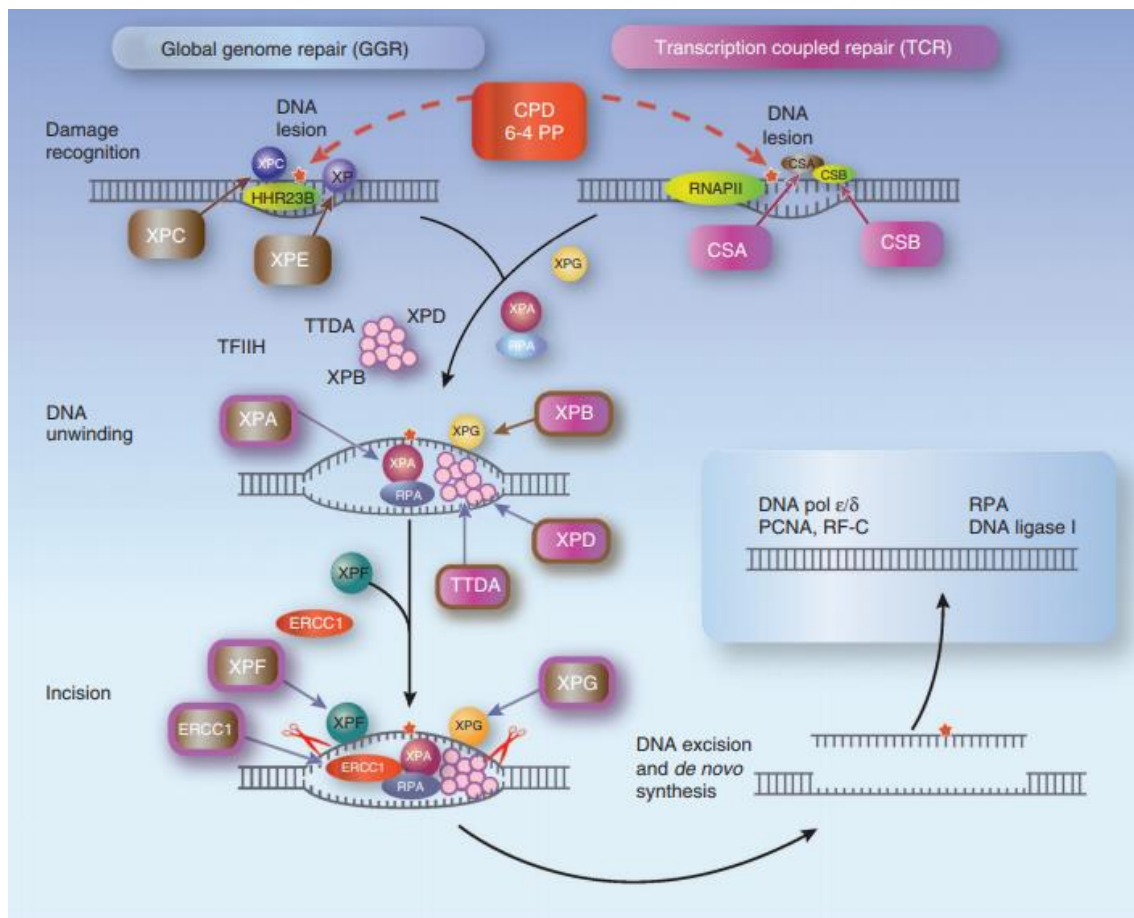 Global genome repair (GGR)
Transcription coupled repair (TCR)
CPD
6-4 PP
Damage
recognition
DNA
lesion
DNA
lesion
XPC
XP
HHR23B
RNAPII
CSA
CSB
XPC
XPE
CSA
CSB
XPG
XPA
RPA
TTDA
XPD
TFIIH
XPB
DNA
unwinding
XPA
XPG
XPB
XPA
RPA
XPD
TTDA
XPF
ERCC1
DNA pol ε/δ
PCNA, RF-C
RPA
DNA ligase I
Incision
XPF
XPG
ERCC1
XPF
XPG
XPA
ERCC1
RPA
DNA excision
and de novo
synthesis